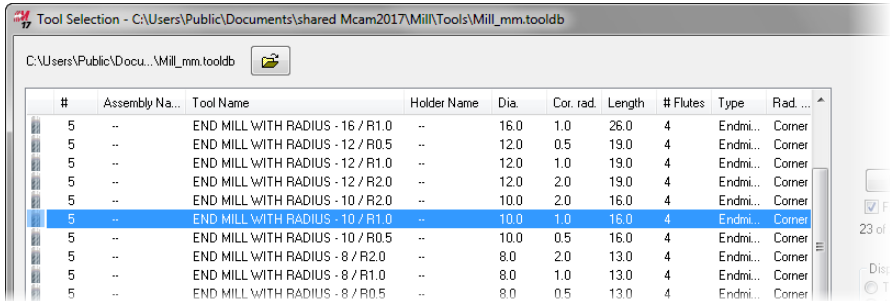 17 Tool Selection - C:\Users\Public\Documents\shared Mcam2017\Mill\Tools\Mill_mm.tooldb
C:\Users\Public\Docu...\Mill_mm.tooldb
# Assembly Na... Tool Name Holder Name Dia. Cor. rad. Length # Flutes Type Rad. ...
5 -- END MILL WITH RADIUS - 16 / R1.0 -- 16.0 1.0 26.0 4 Endmi... Corner
5 -- END MILL WITH RADIUS - 12 / R0.5 -- 12.0 0.5 19.0 4 Endmi... Corner
5 -- END MILL WITH RADIUS - 12 / R1.0 -- 12.0 1.0 19.0 4 Endmi... Corner
5 -- END MILL WITH RADIUS - 12 / R2.0 -- 12.0 2.0 19.0 4 Endmi... Corner
5 -- END MILL WITH RADIUS - 10 / R2.0 -- 10.0 2.0 16.0 4 Endmi... Corner
5 -- END MILL WITH RADIUS - 10 / R1.0 -- 10.0 1.0 16.0 4 Endmi... Corner
5 -- END MILL WITH RADIUS - 10 / R0.5 -- 10.0 0.5 16.0 4 Endmi... Corner
23 of
5 -- END MILL WITH RADIUS - 8 / R2.0 -- 8.0 2.0 13.0 4 Endmi... Corner
5 -- END MILL WITH RADIUS - 8 / R1.0 -- 8.0 1.0 13.0 4 Endmi... Corner
5 -- END MILL WITH RADIUS - 8 / R0.5 -- 8.0 0.5 13.0 4 Endmi... Corner